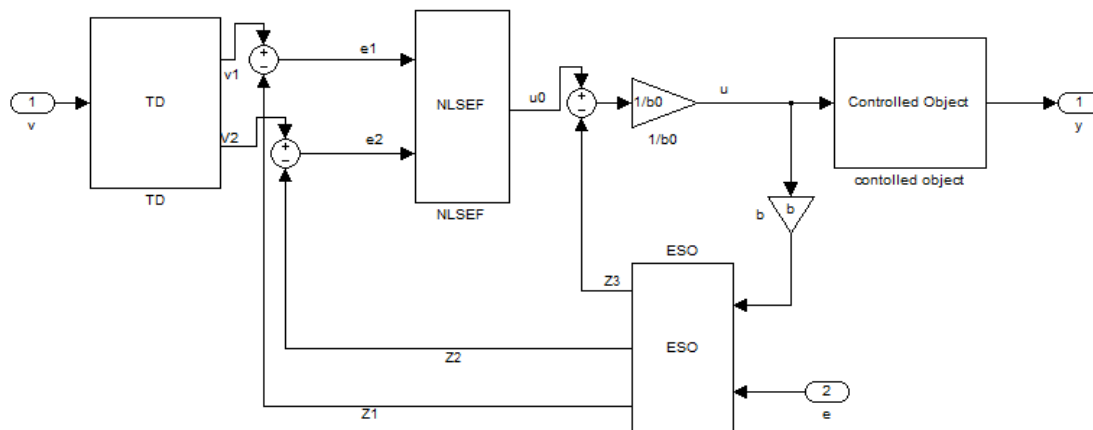 1
v
TD
TD
v1
V2
+
−
e1
+
−
e2
NLSEF
NLSEF
u0
+
−
1/b0
1/b0
u
Controlled Object
contolled object
1
y
b
b
ESO
ESO
Z3
Z2
Z1
2
e